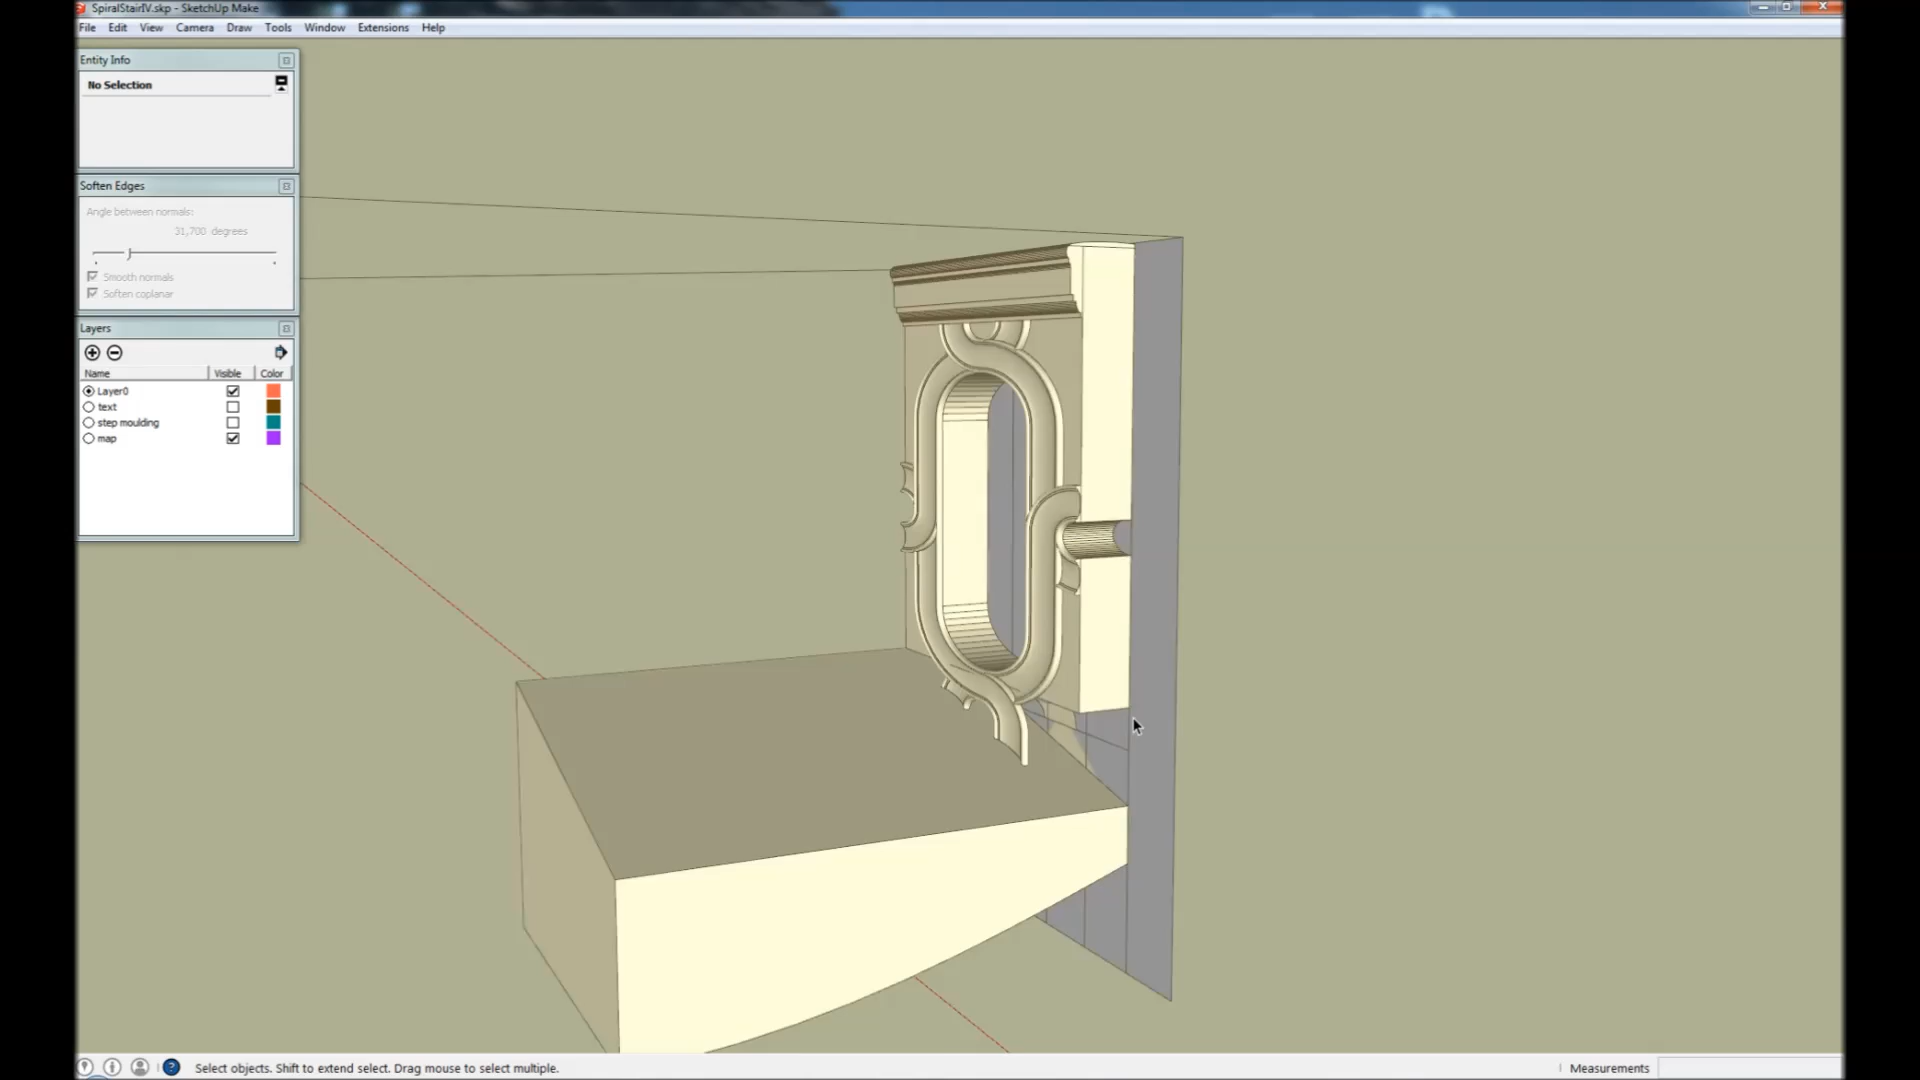 SpiralStairIV.skp - SketchUp Make
File Edit View Camera Draw Tools Window Extensions Help
Entity Info
No Selection
Soften Edges
Angle between normals:
31,700 degrees
Smooth normals
Soften coplanar
Layers
Name Visible Color
Layer0
text
step moulding
map
Select objects. Shift to extend select. Drag mouse to select multiple.
Measurements